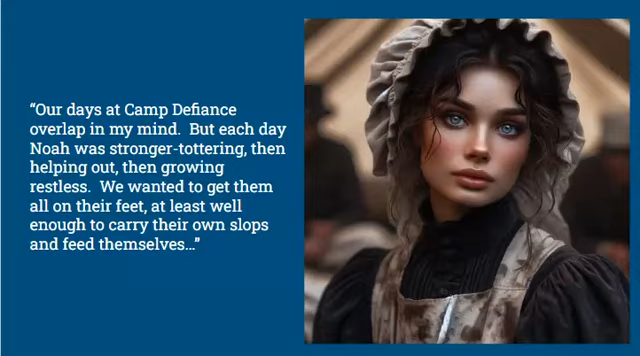 “Our days at Camp Defiance
overlap in my mind.  But each day
Noah was stronger-tottering, then
helping out, then growing
restless.  We wanted to get them
all on their feet, at least well
enough to carry their own slops
and feed themselves…”